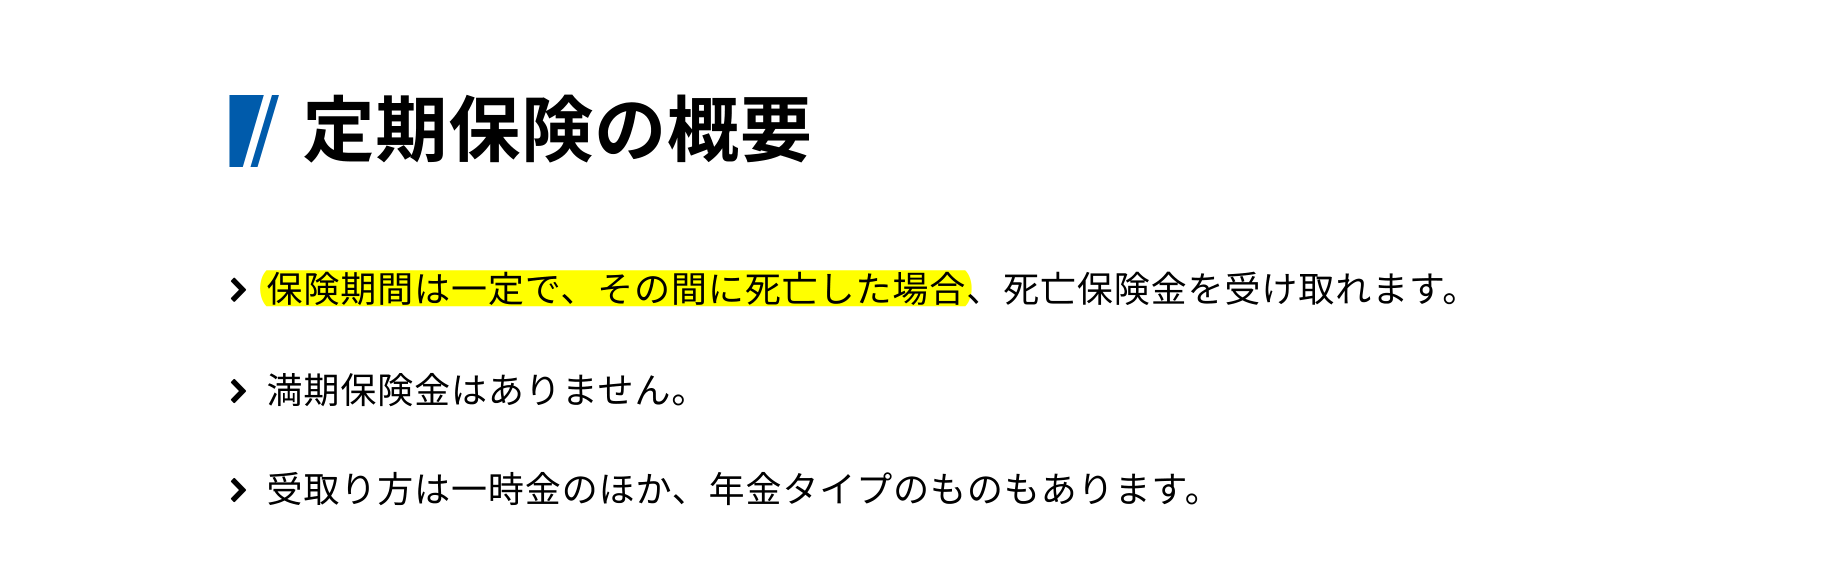 定期保険の概要
保険期間は一定で、その間に死亡した場合、死亡保険金を受け取れます。
満期保険金はありません。
受取り方は一時金のほか、年金タイプのものもあります。